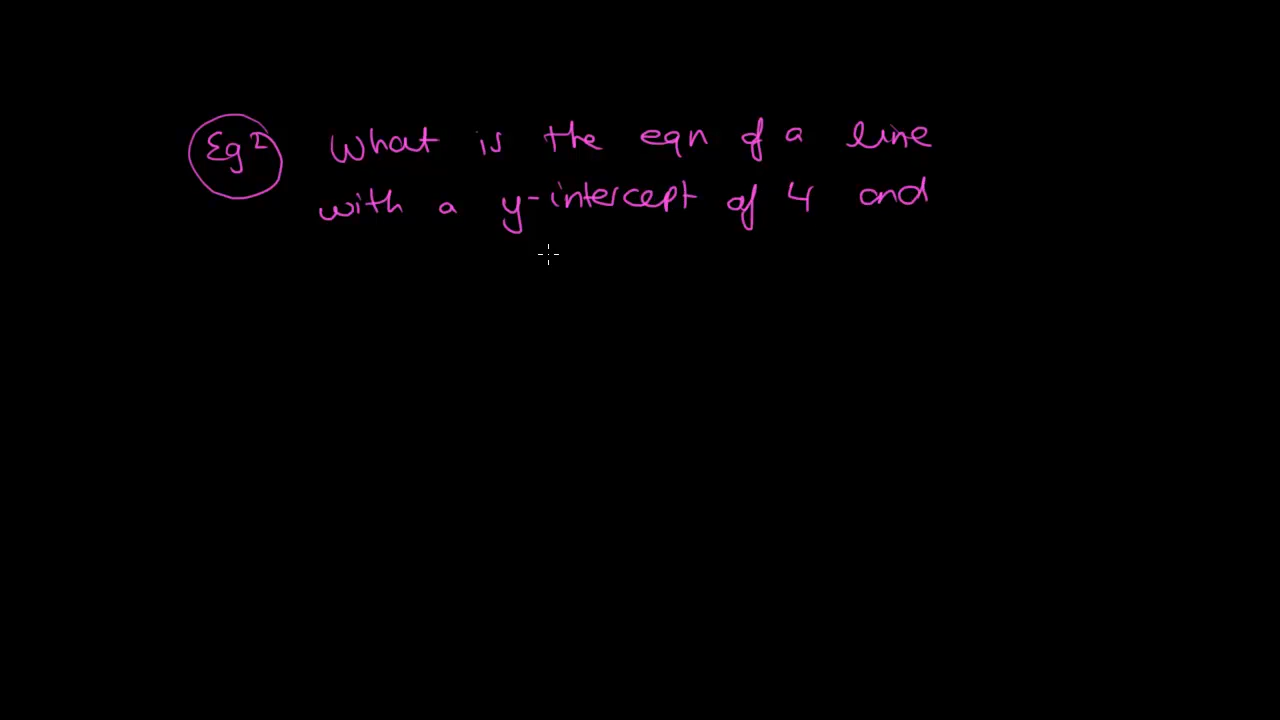 Eg 2 What is the eqn of a line
with a y-intercept of 4 and